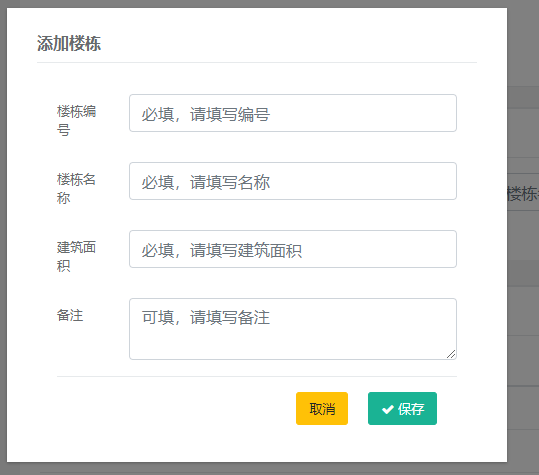 添加楼栋
楼栋编
号
必填，请填写编号
楼栋名
称
必填，请填写名称
楼栋
建筑面
积
必填，请填写建筑面积
备注
可填，请填写备注
取消
保存